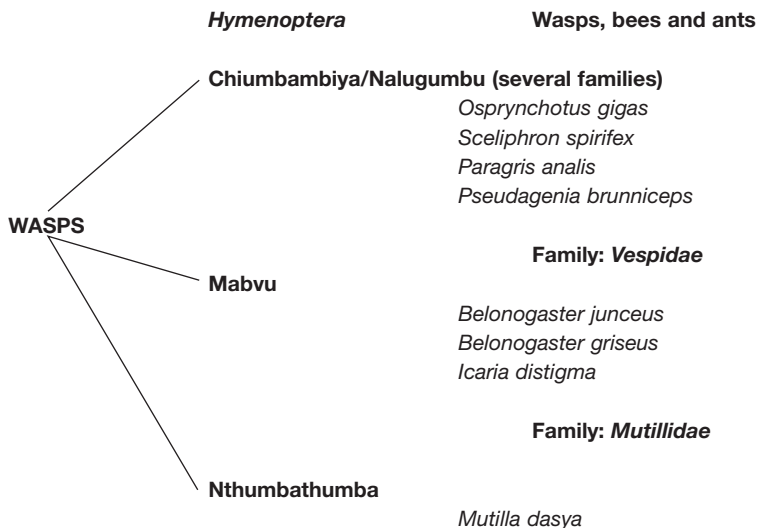 Hymenoptera Wasps, bees and ants
Chiumbambiya/Nalugumbu (several families)
Osprynchotus gigas
Sceliphron spirifex
Paragris analis
Pseudagenia brunniceps
WASPS
Family: Vespidae
Mabvu
Belonogaster junceus
Belonogaster griseus
Icaria distigma
Family: Mutillidae
Nthumbathumba
Mutilla dasya